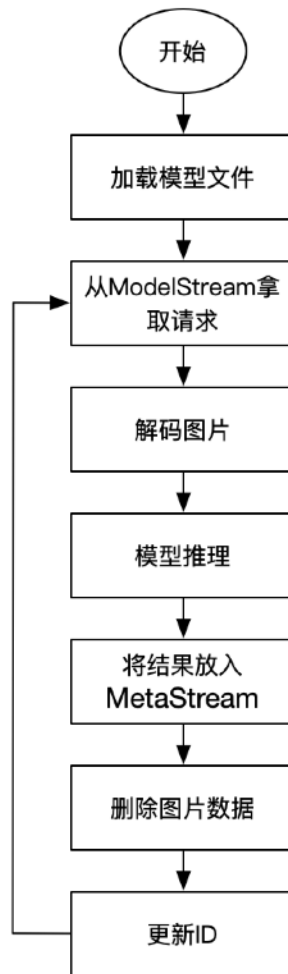 开始
加载模型文件
从ModelStream拿
取请求
解码图片
模型推理
将结果放入
MetaStream
删除图片数据
更新ID